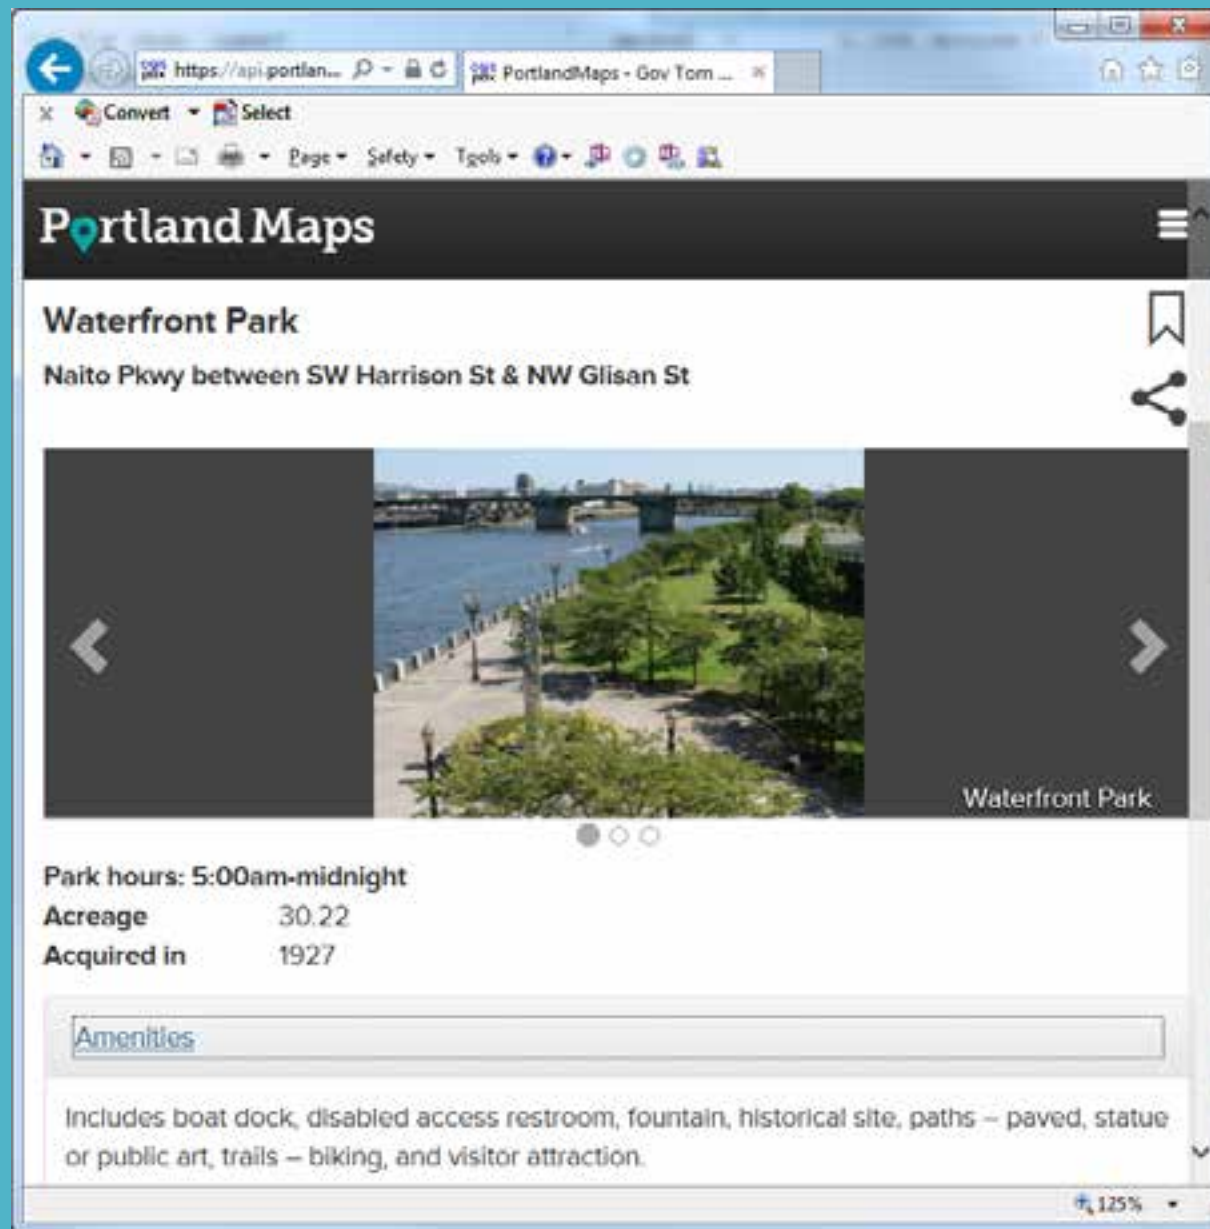 https://api.portlan...
PortlandMaps - Gov Tom ...
Convert Select
Page Safety Tools
Portland Maps
Waterfront Park
Naito Pkwy between SW Harrison St & NW Glisan St
Waterfront Park
Park hours: 5:00am-midnight
Acreage 30.22
Acquired in 1927
Amenities
Includes boat dock, disabled access restroom, fountain, historical site, paths – paved, statue
or public art, trails – biking, and visitor attraction.
125%